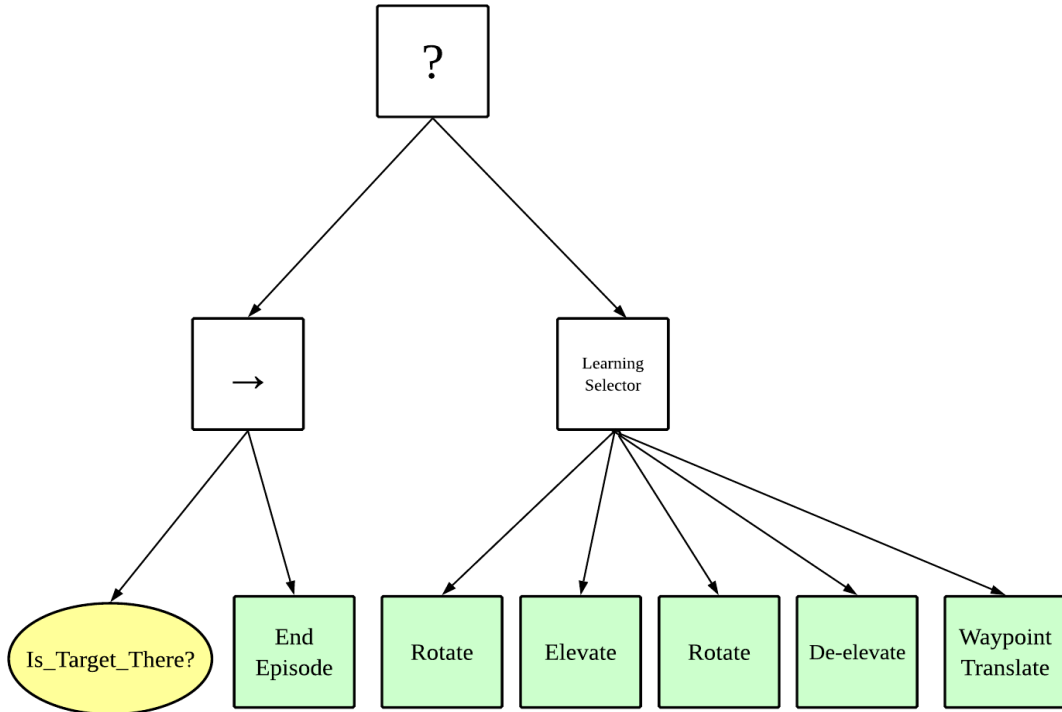 ?
→
Learning
Selector
Is_Target_There?
End
Episode
Rotate
Elevate
Rotate
De-elevate
Waypoint
Translate